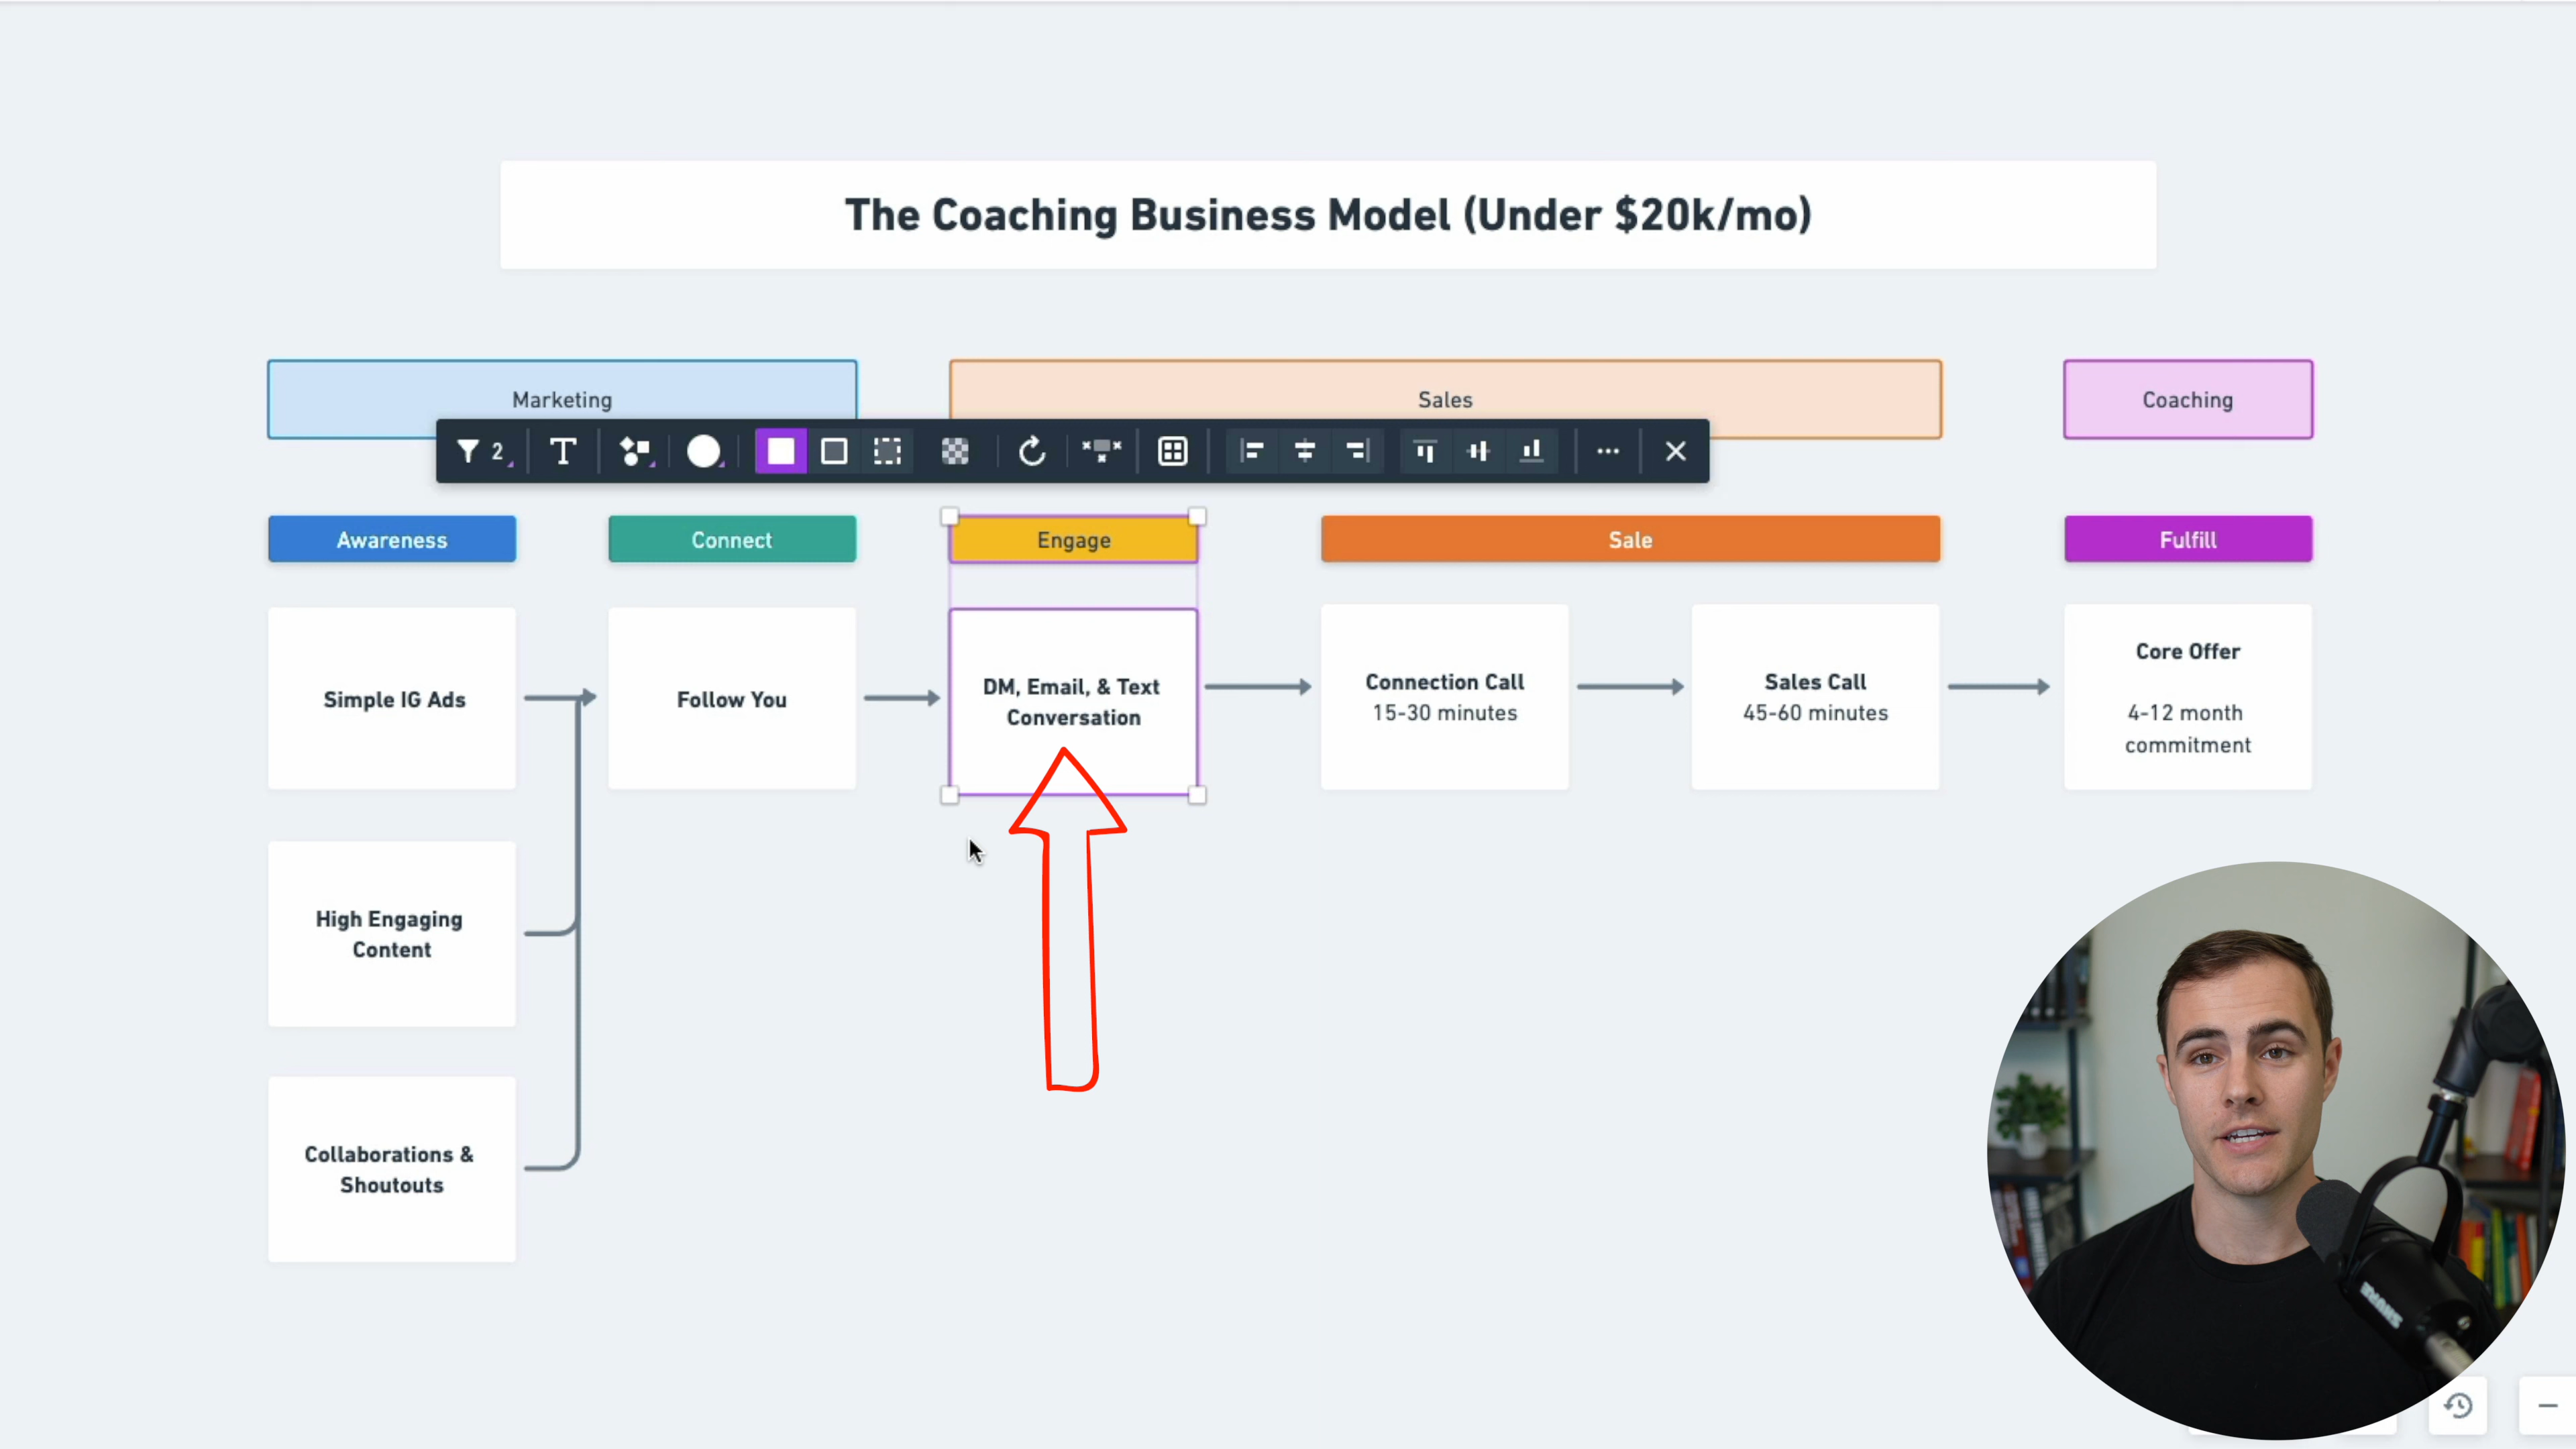 The Coaching Business Model (Under $20k/mo)
Marketing
Sales
Coaching
2
Awareness
Connect
Engage
Sale
Fulfill
Simple IG Ads
Follow You
DM, Email, & Text
Conversation
Connection Call
15-30 minutes
Sales Call
45-60 minutes
Core Offer
4-12 month
commitment
High Engaging
Content
Collaborations &
Shoutouts
SHURE